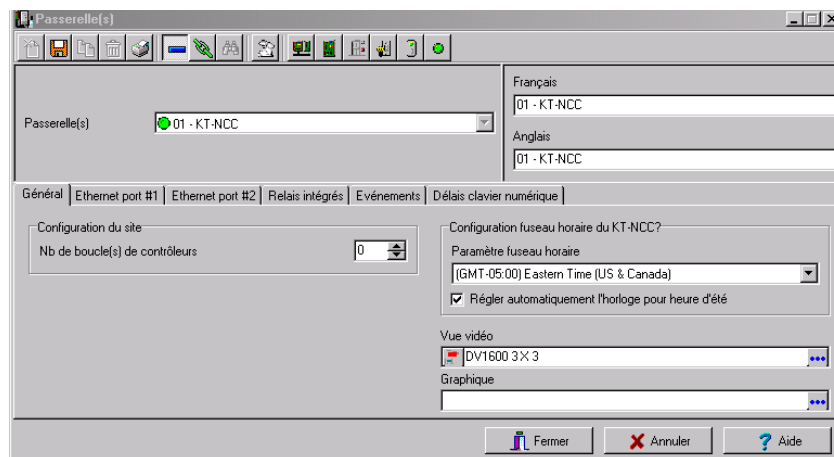 Passerelle(s)
Français
01 - KT-NCC
Passerelle(s)
01 - KT-NCC
Anglais
01 - KT-NCC
Général
Ethernet port #1
Ethernet port #2
Relais intégrés
Evénements
Délais clavier numérique
Configuration du site
Nb de boucle(s) de contrôleurs
0
Configuration fuseau horaire du KT-NCC?
Paramètre fuseau horaire
(GMT-05:00) Eastern Time (US & Canada)
Régler automatiquement l'horloge pour heure d'été
Vue vidéo
DV1600 3 X 3
Graphique
Fermer
Annuler
? Aide